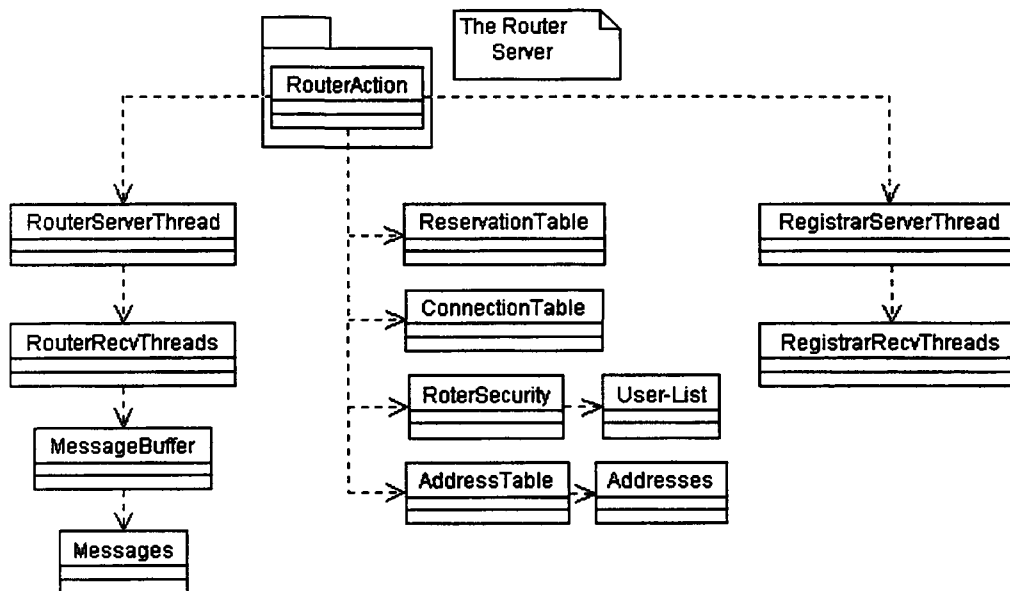 The Router
Server
RouterAction
RouterServerThread
ReservationTable
RegistrarServerThread
ConnectionTable
RouterRecvThreads
RegistrarRecvThreads
RoterSecurity
User-List
MessageBuffer
AddressTable
Addresses
Messages